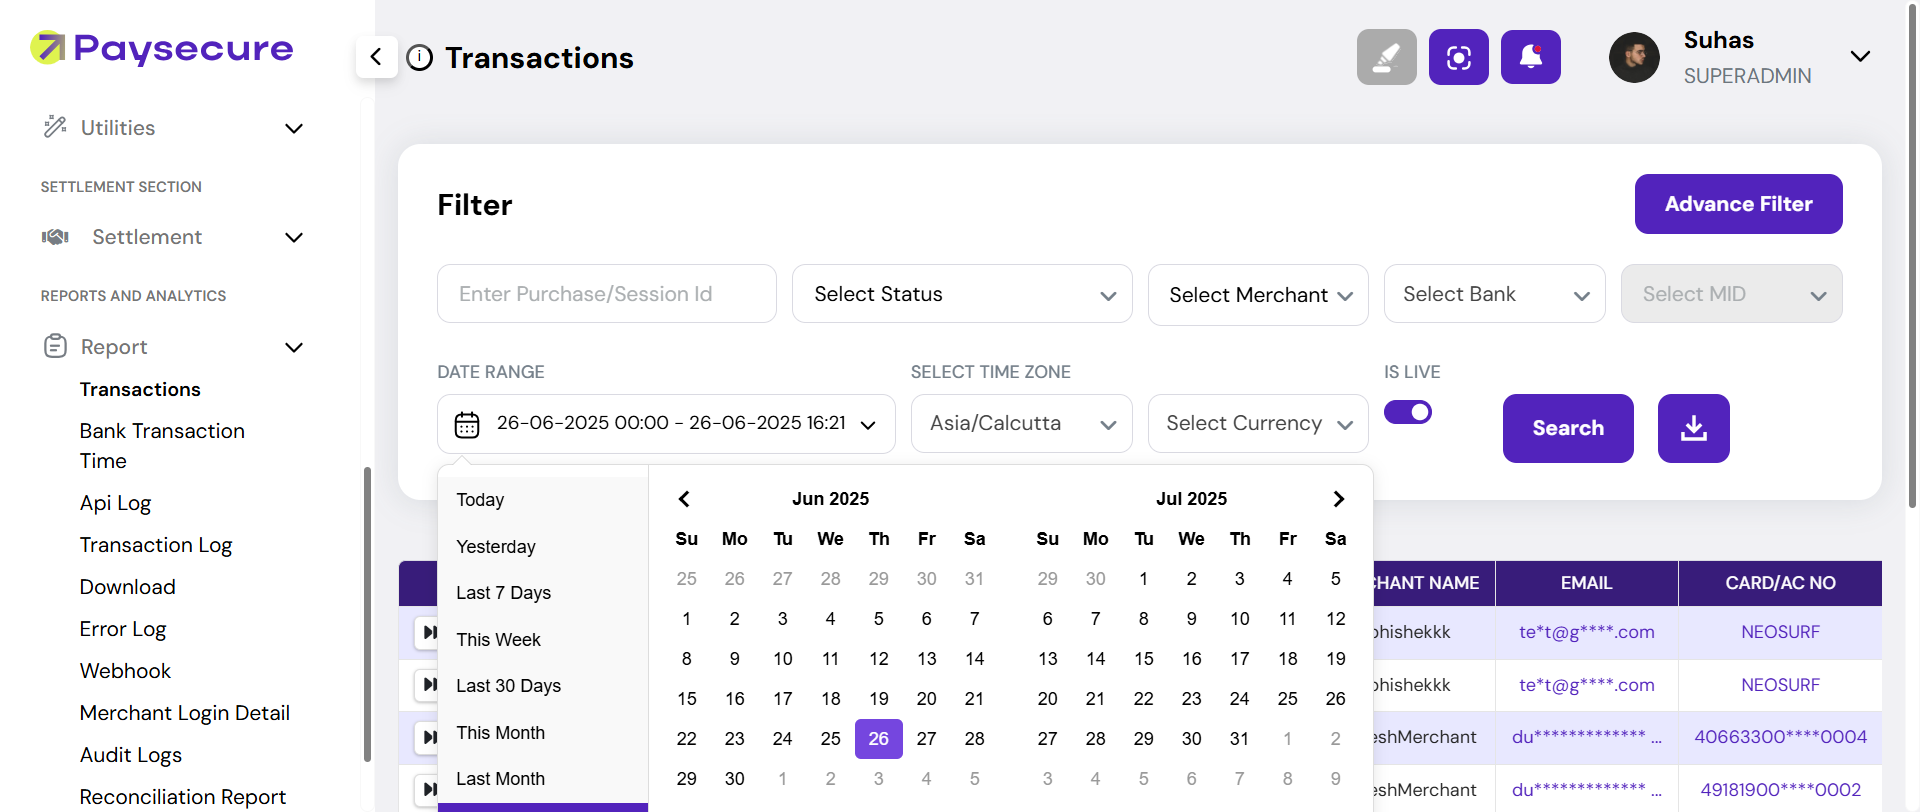 Paysecure
Utilities
SETTLEMENT SECTION
Settlement
REPORTS AND ANALYTICS
Report
Transactions
Bank Transaction
Time
Api Log
Transaction Log
Download
Error Log
Webhook
Merchant Login Detail
Audit Logs
Reconciliation Report
Transactions
Suhas
SUPERADMIN
Filter
Advance Filter
Enter Purchase/Session Id
Select Status
Select Merchant
Select Bank
Select MID
DATE RANGE
SELECT TIME ZONE
IS LIVE
26-06-2025 00:00 - 26-06-2025 16:21
Asia/Calcutta
Select Currency
Search
Today
Yesterday
Last 7 Days
This Week
Last 30 Days
This Month
Last Month
Jun 2025
Su Mo Tu We Th Fr Sa
25 26 27 28 29 30 31
1 2 3 4 5 6 7
8 9 10 11 12 13 14
15 16 17 18 19 20 21
22 23 24 25 26 27 28
29 30 1 2 3 4 5
Jul 2025
Su Mo Tu We Th Fr Sa
29 30 1 2 3 4 5
6 7 8 9 10 11 12
13 14 15 16 17 18 19
20 21 22 23 24 25 26
27 28 29 30 31 1 2
3 4 5 6 7 8 9
CHANT NAME EMAIL CARD/AC NO
bhishekkk te*t@g****.com NEOSURF
bhishekkk te*t@g****.com NEOSURF
eshMerchant du************* ... 40663300****0004
eshMerchant du************* ... 49181900****0002